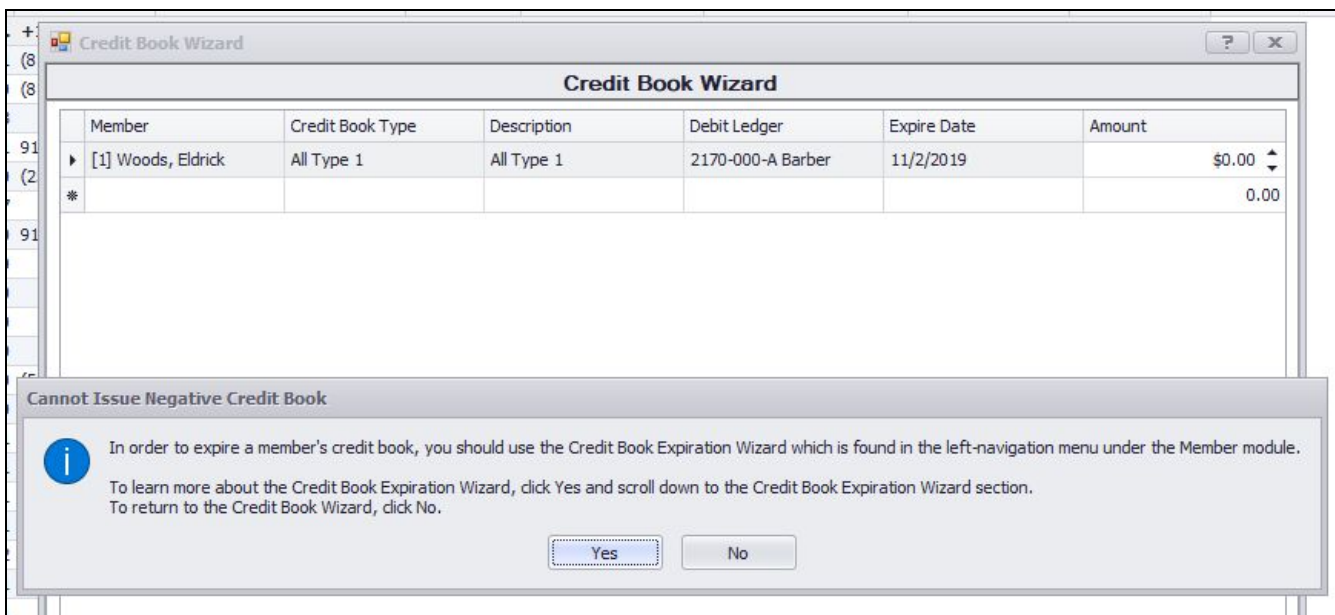 Credit Book Wizard
?
x
Credit Book Wizard
Member Credit Book Type Description Debit Ledger Expire Date Amount
[1] Woods, Eldrick All Type 1 All Type 1 2170-000-A Barber 11/2/2019 $0.00
0.00
(8
(8
91
(2
91
Cannot Issue Negative Credit Book
In order to expire a member's credit book, you should use the Credit Book Expiration Wizard which is found in the left-navigation menu under the Member module.
To learn more about the Credit Book Expiration Wizard, click Yes and scroll down to the Credit Book Expiration Wizard section.
To return to the Credit Book Wizard, click No.
Yes No